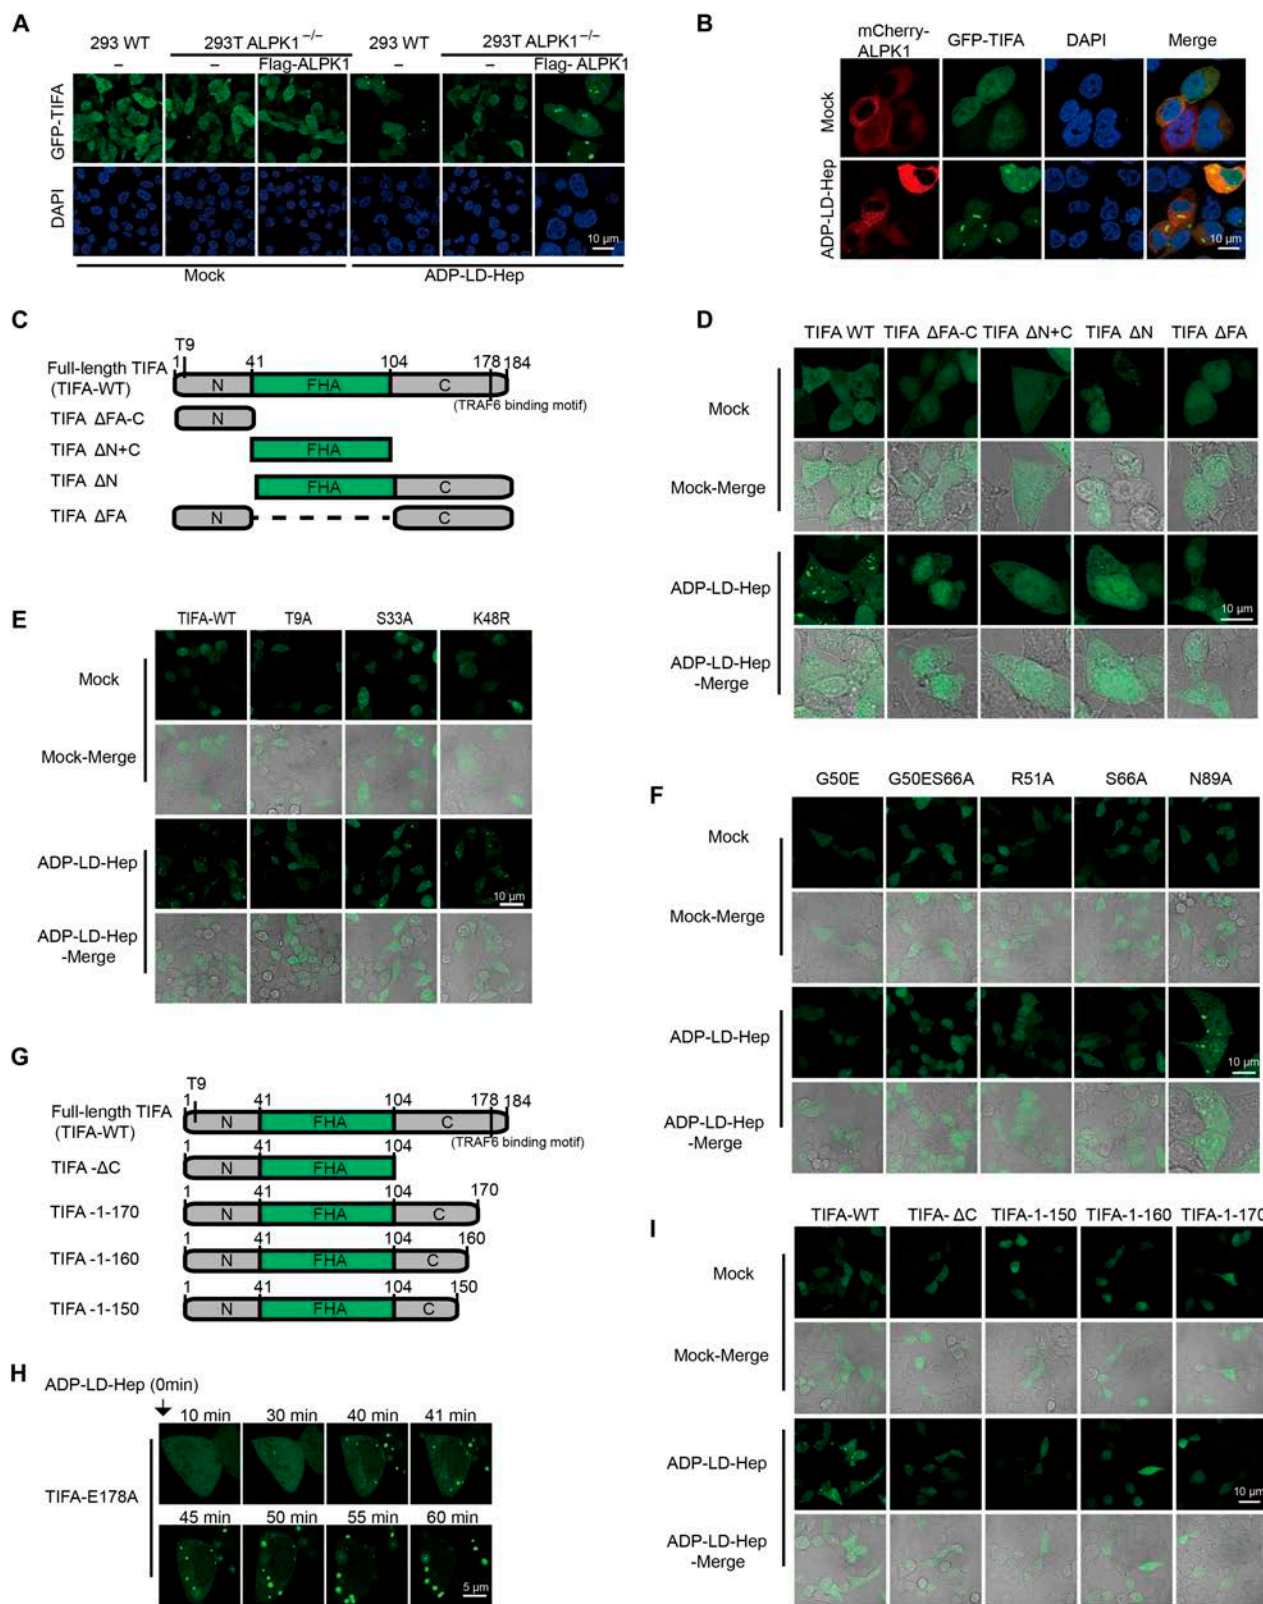 A
293 WT
293T ALPK1−/−
293 WT
293T ALPK1−/−
–
–
Flag-ALPK1
–
–
Flag- ALPK1
GFP-TIFA
DAPI
10 µm
Mock
ADP-LD-Hep
B
mCherry-
ALPK1
GFP-TIFA
DAPI
Merge
Mock
ADP-LD-Hep
10 µm
C
T9
1
41
104
178
184
Full-length TIFA
(TIFA-WT)
N
FHA
C
(TRAF6 binding motif)
TIFA ΔFA-C
N
TIFA ΔN+C
FHA
TIFA ΔN
FHA
C
TIFA ΔFA
N
C
D
TIFA WT
TIFA ΔFA-C
TIFA ΔN+C
TIFA ΔN
TIFA ΔFA
Mock
Mock-Merge
ADP-LD-Hep
10 µm
ADP-LD-Hep
-Merge
E
TIFA-WT
T9A
S33A
K48R
Mock
Mock-Merge
ADP-LD-Hep
10 µm
ADP-LD-Hep
-Merge
F
G50E
G50ES66A
R51A
S66A
N89A
Mock
Mock-Merge
ADP-LD-Hep
10 µm
ADP-LD-Hep
-Merge
G
T9
1
41
104
178
184
Full-length TIFA
(TIFA-WT)
N
FHA
C
(TRAF6 binding motif)
1
41
104
TIFA -ΔC
N
FHA
1
41
104
170
TIFA -1-170
N
FHA
C
1
41
104
160
TIFA -1-160
N
FHA
C
1
41
104
150
TIFA -1-150
N
FHA
C
H
ADP-LD-Hep (0min)
10 min
30 min
40 min
41 min
TIFA-E178A
45 min
50 min
55 min
60 min
5 µm
I
TIFA-WT
TIFA- ΔC
TIFA-1-150
TIFA-1-160
TIFA-1-170
Mock
Mock-Merge
ADP-LD-Hep
10 µm
ADP-LD-Hep
-Merge